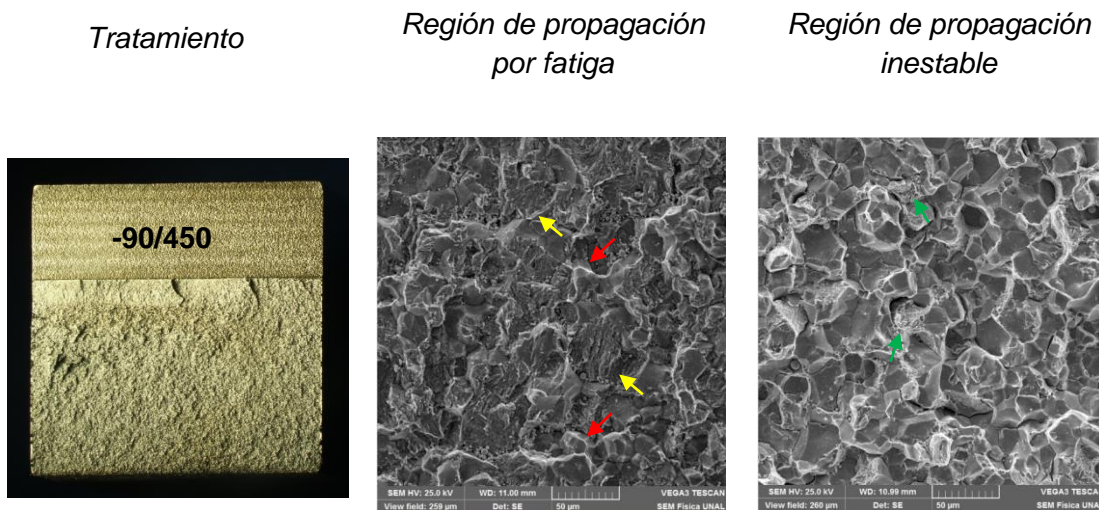 Tratamiento
Región de propagación
por fatiga
Región de propagación
inestable
-90/450
SEM HV: 25.0 kV WD: 11.00 mm VEGA3 TESCAN
View field: 259 µm Det: SE 50 µm SEM Fisica UNAL
SEM HV: 25.0 kV WD: 10.99 mm VEGA3 TESCAN
View field: 260 µm Det: SE 50 µm SEM Fisica UNAL